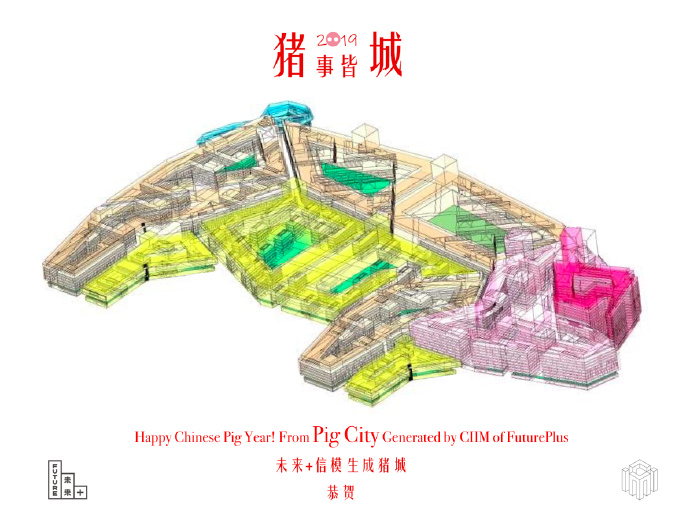 2019
猪事皆城
Happy Chinese Pig Year! From Pig City Generated by CIIM of FuturePlus
未来+信模生成猪城
恭贺
FUTURE
未来+